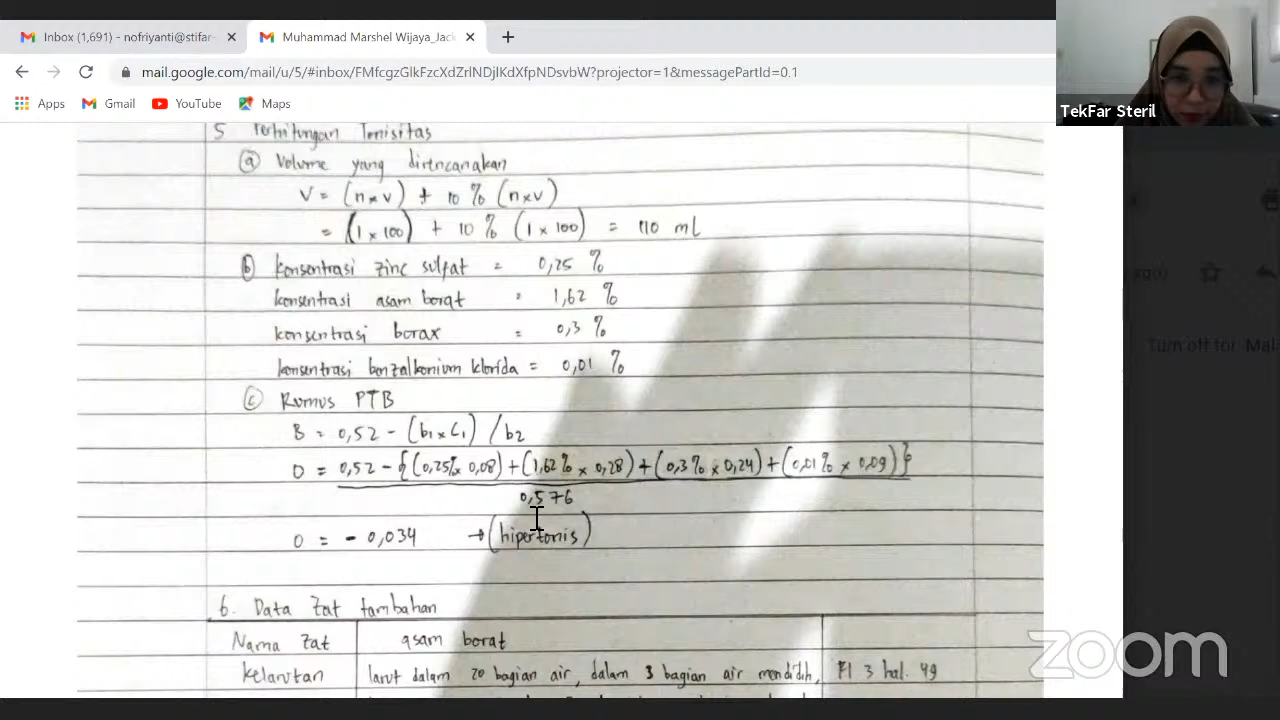 Inbox (1,691) - nofriyanti@stifar-
Muhammad Marshel Wijaya_Jack
mail.google.com/mail/u/5/#inbox/FMfcgzGlkFzcXdZrlNDjlKdXfpNDsvbW?projector=1&messagePartId=0.1
Apps Gmail YouTube Maps
TekFar Steril
5 Perhitungan Tonisitas
a Volume yang direncanakan
V = (n×v) + 10 % (n×v)
= (1 × 100) + 10 % (1 × 100) = 110 ml
b konsentrasi zinc sulfat = 0,25 %
konsentrasi asam borat = 1,62 %
konsentrasi borax = 0,3 %
konsentrasi benzalkonium klorida = 0,01 %
c Rumus PTB
B = 0,52 - (b1 × C1) / b2
0 = 0,52 - {(0,25% × 0,08) + (1,62% × 0,28) + (0,3% × 0,24) + (0,01% × 0,09)}
0,576
0 = - 0,034 → (hipertonis)
6. Data zat tambahan
Nama zat asam borat
kelarutan larut dalam 20 bagian air, dalam 3 bagian air mendidih, FI 3 hal. 49
Turn off for
zoom